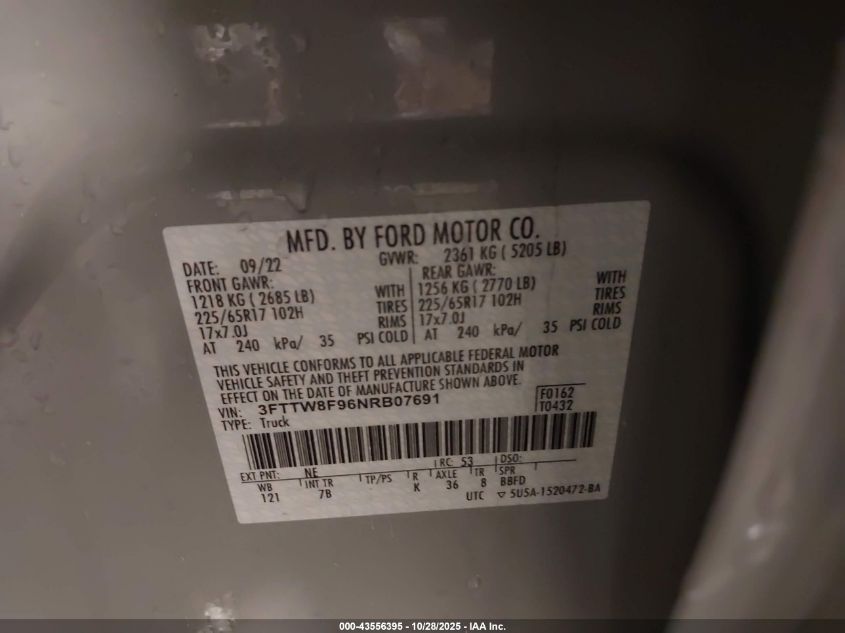 MFD. BY FORD MOTOR CO.
DATE: 09/22 GVWR: 2361 KG ( 5205 LB)
FRONT GAWR: REAR GAWR:
1218 KG ( 2685 LB) WITH 1256 KG ( 2770 LB) WITH
225/65R17 102H TIRES 225/65R17 102H TIRES
17x7.0J RIMS 17x7.0J RIMS
AT 240 kPa/ 35 PSI COLD AT 240 kPa/ 35 PSI COLD
THIS VEHICLE CONFORMS TO ALL APPLICABLE FEDERAL MOTOR
VEHICLE SAFETY AND THEFT PREVENTION STANDARDS IN
EFFECT ON THE DATE OF MANUFACTURE SHOWN ABOVE.
VIN: 3FTTW8F96NRB07691 F0162
TYPE: Truck T0432
EXT PNT: NE RC: 53 DSO:
WB INT TR TP/PS R AXLE TR SPR
121 7B K 36 8 BBFD
UTC ▽ 5U5A-1520472-BA
000-43556395 - 10/28/2025 - IAA Inc.